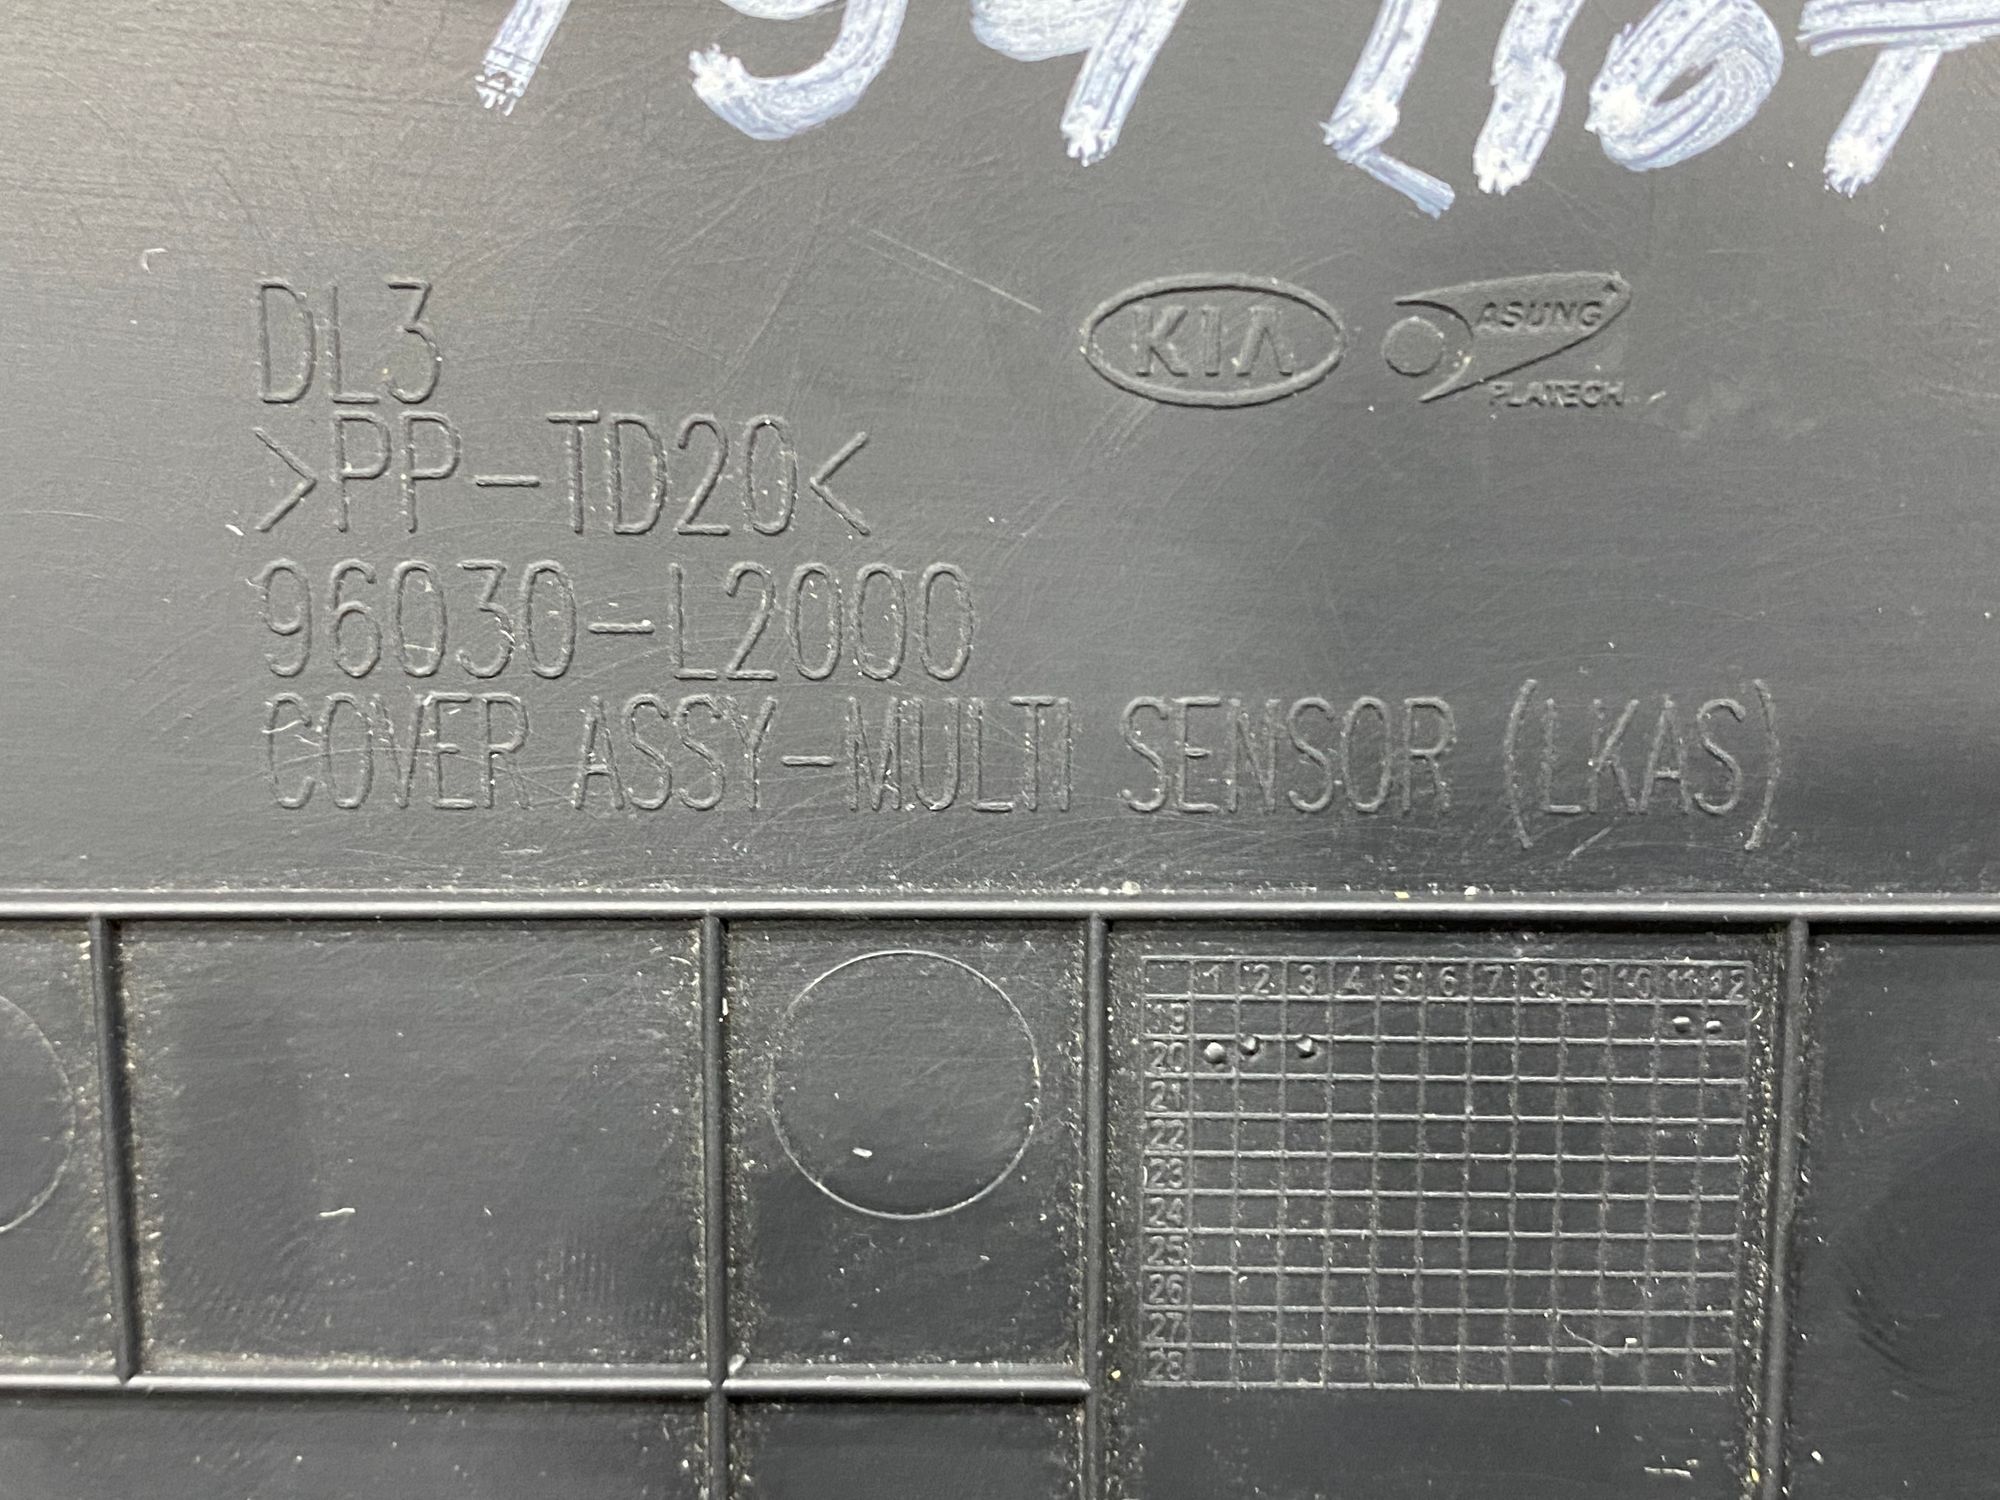 DL3
KIA
ASUNG
PLATECH
>PP-TD20<
96030-L2000
COVER ASSY-MULTI SENSOR (LKAS)
1 2 3 4 5 6 7 8 9 10 11 12
19
20
21
22
23
24
25
26
27
28